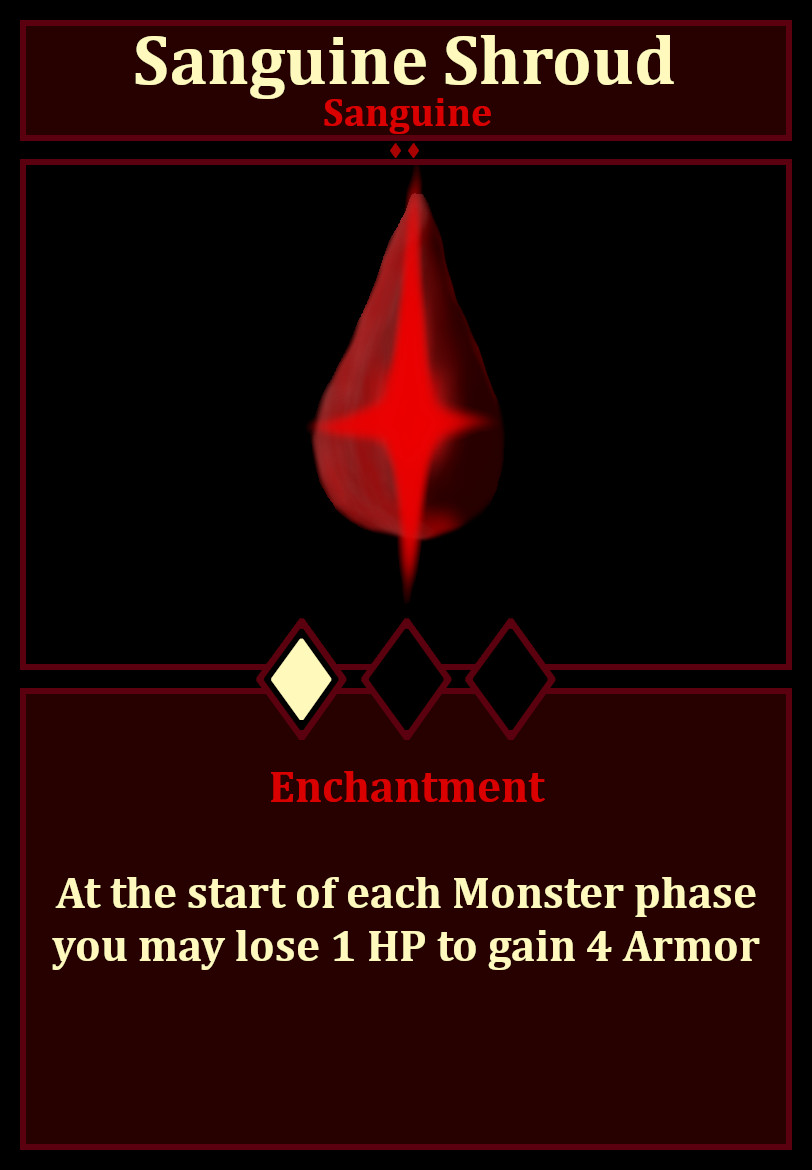 Sanguine Shroud
Sanguine
Enchantment
At the start of each Monster phase
you may lose 1 HP to gain 4 Armor